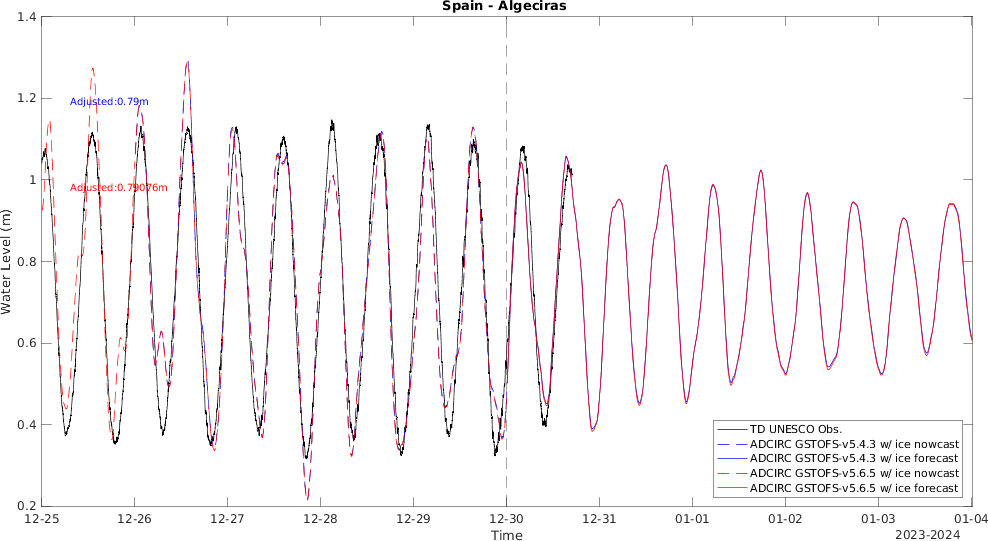 Spain - Algeciras
1.4
1.2
1
0.8
0.6
0.4
0.2
Water Level (m)
Adjusted:0.79m
Adjusted:0.79076m
TD UNESCO Obs.
ADCIRC GSTOFS-v5.4.3 w/ ice nowcast
ADCIRC GSTOFS-v5.4.3 w/ ice forecast
ADCIRC GSTOFS-v5.6.5 w/ ice nowcast
ADCIRC GSTOFS-v5.6.5 w/ ice forecast
12-25 12-26 12-27 12-28 12-29 12-30 12-31 01-01 01-02 01-03 01-04
Time
2023-2024